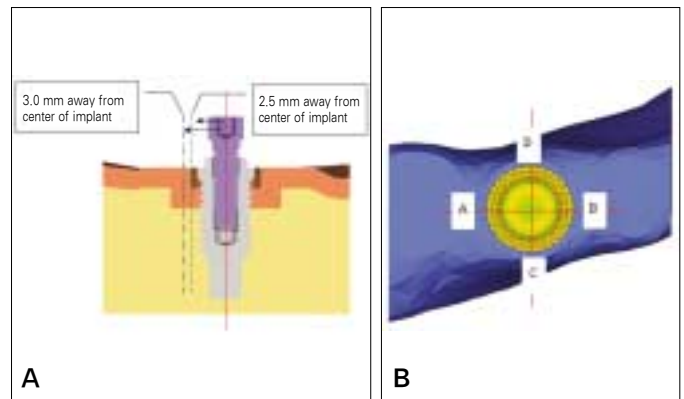 3.0 mm away from
center of implant
2.5 mm away from
center of implant
A
A
B
C
B